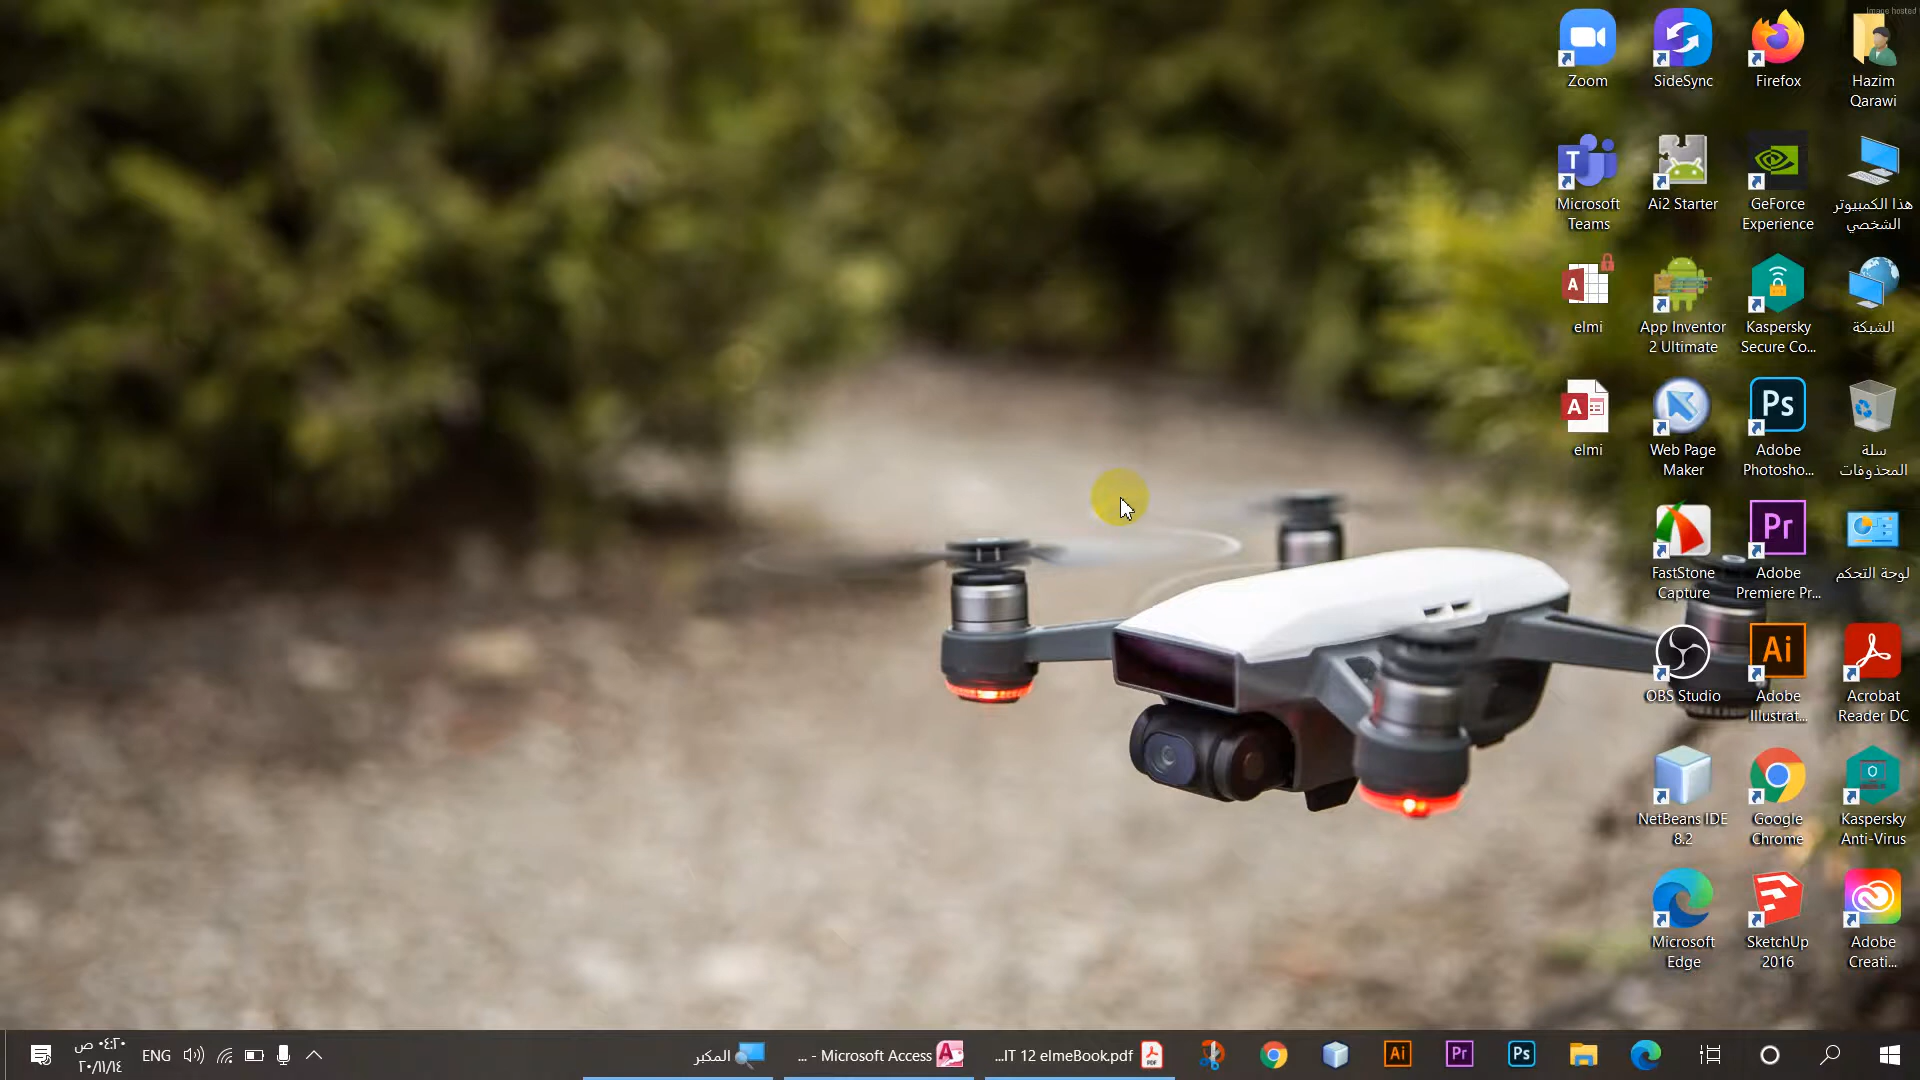 Image hosted
Zoom
SideSync
Firefox
Hazim
Qarawi
Microsoft
Teams
Ai2 Starter
GeForce
Experience
هذا الكمبيوتر
الشخصي
elmi
App Inventor
2 Ultimate
Kaspersky
Secure Co...
الشبكة
elmi
Web Page
Maker
Adobe
Photosho...
سلة
المحذوفات
FastStone
Capture
Adobe
Premiere Pr...
لوحة التحكم
OBS Studio
Adobe
Illustrat...
Acrobat
Reader DC
NetBeans IDE
8.2
Google
Chrome
Kaspersky
Anti-Virus
Microsoft
Edge
SketchUp
2016
Adobe
Creati...
٠٤:٢٠ ص
٢٠/١١/١٤
ENG
المكبر
... - Microsoft Access
...IT 12 elmeBook.pdf